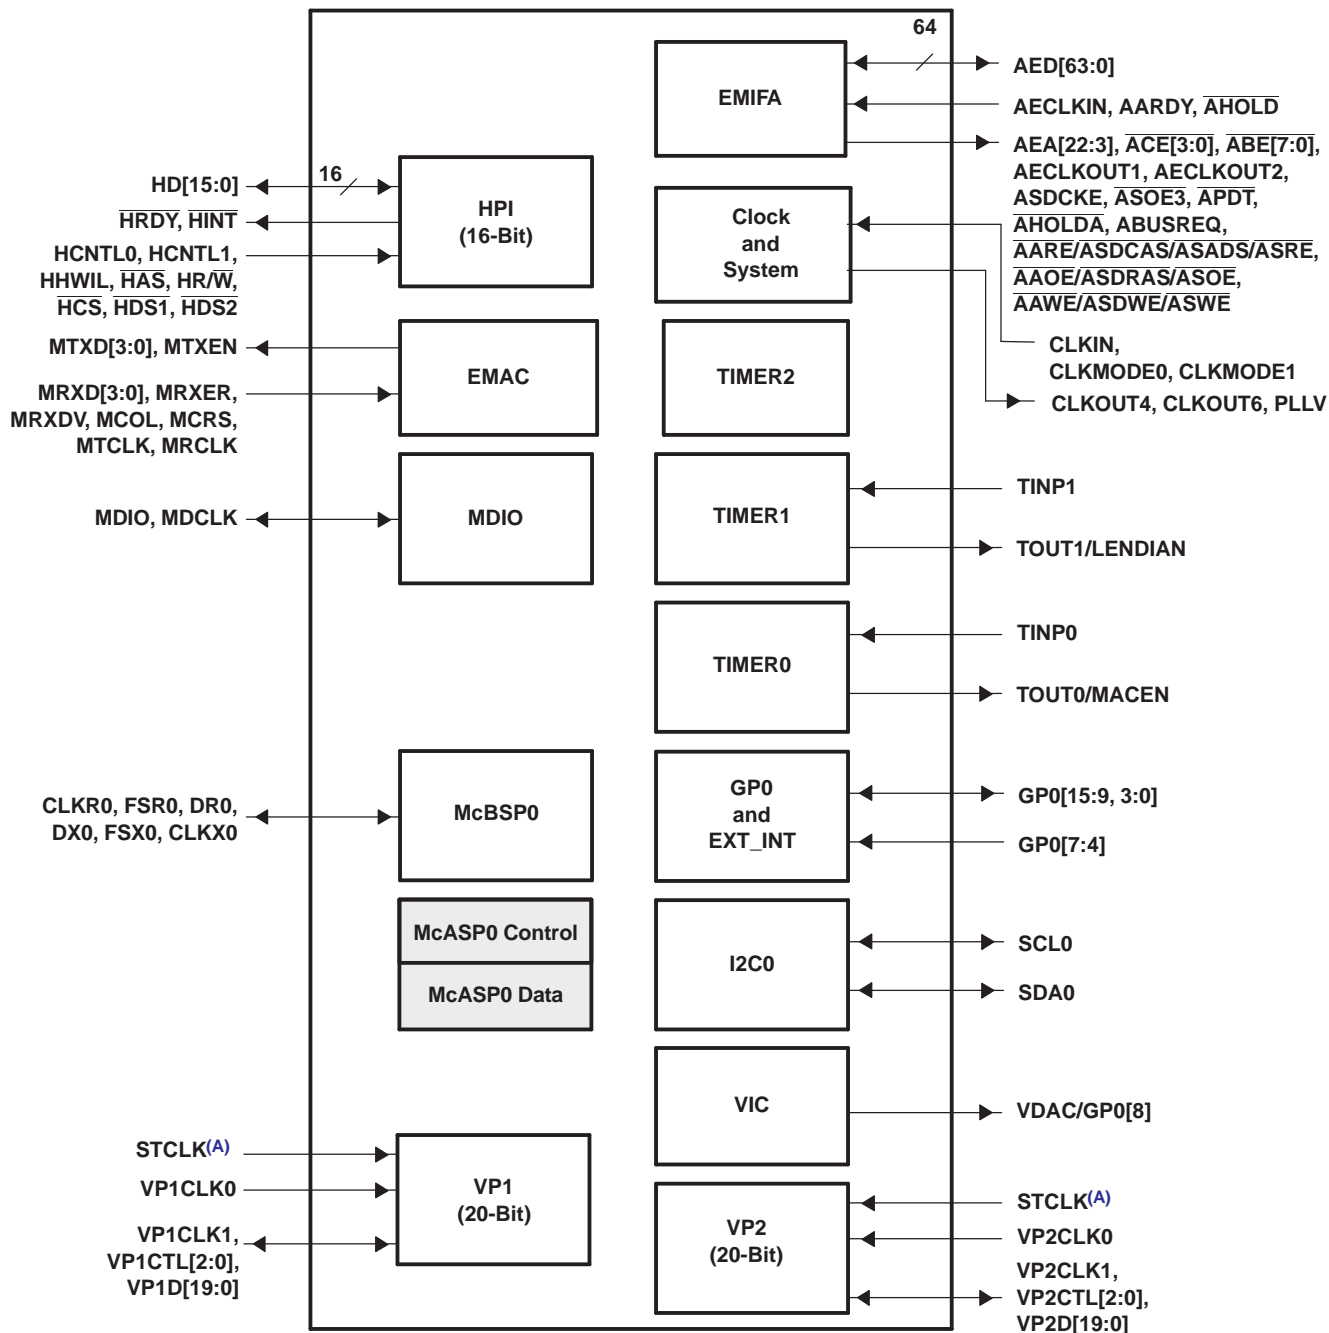 64
EMIFA
AED[63:0]
AECLKIN, AARDY, AHOLD
AEA[22:3], ACE[3:0], ABE[7:0],
AECLKOUT1, AECLKOUT2,
ASDCKE, ASOE3, APDT,
AHOLDA, ABUSREQ,
AARE/ASDCAS/ASADS/ASRE,
AAOE/ASDRAS/ASOE,
AAWE/ASDWE/ASWE
HD[15:0]
16
HRDY, HINT
HCNTL0, HCNTL1,
HHWIL, HAS, HR/W,
HCS, HDS1, HDS2
HPI
(16-Bit)
Clock
and
System
CLKIN,
CLKMODE0, CLKMODE1
CLKOUT4, CLKOUT6, PLLV
MTXD[3:0], MTXEN
MRXD[3:0], MRXER,
MRXDV, MCOL, MCRS,
MTCLK, MRCLK
EMAC
TIMER2
MDIO, MDCLK
MDIO
TIMER1
TINP1
TOUT1/LENDIAN
TIMER0
TINP0
TOUT0/MACEN
CLKR0, FSR0, DR0,
DX0, FSX0, CLKX0
McBSP0
GP0
and
EXT_INT
GP0[15:9, 3:0]
GP0[7:4]
McASP0 Control
McASP0 Data
I2C0
SCL0
SDA0
VIC
VDAC/GP0[8]
STCLK(A)
VP1CLK0
VP1CLK1,
VP1CTL[2:0],
VP1D[19:0]
VP1
(20-Bit)
VP2
(20-Bit)
STCLK(A)
VP2CLK0
VP2CLK1,
VP2CTL[2:0],
VP2D[19:0]